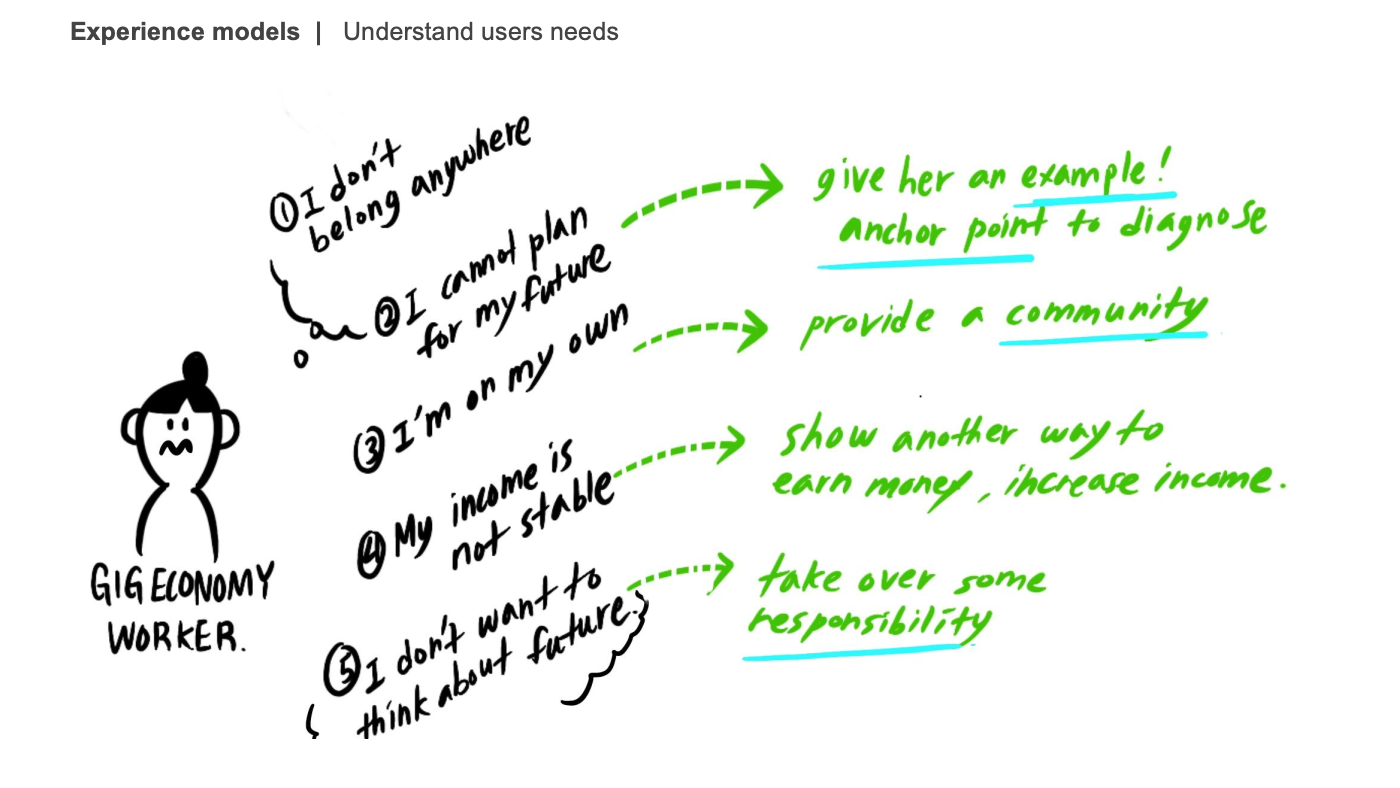 Experience models | Understand users needs
① I don't
belong anywhere
② I cannot plan
for my future
③ I'm on my own
④ My income is
not stable
⑤ I don't want to
think about future.
give her an example!
anchor point to diagnose
provide a community
show another way to
earn money, increase income.
take over some
responsibility
GIG ECONOMY
WORKER.